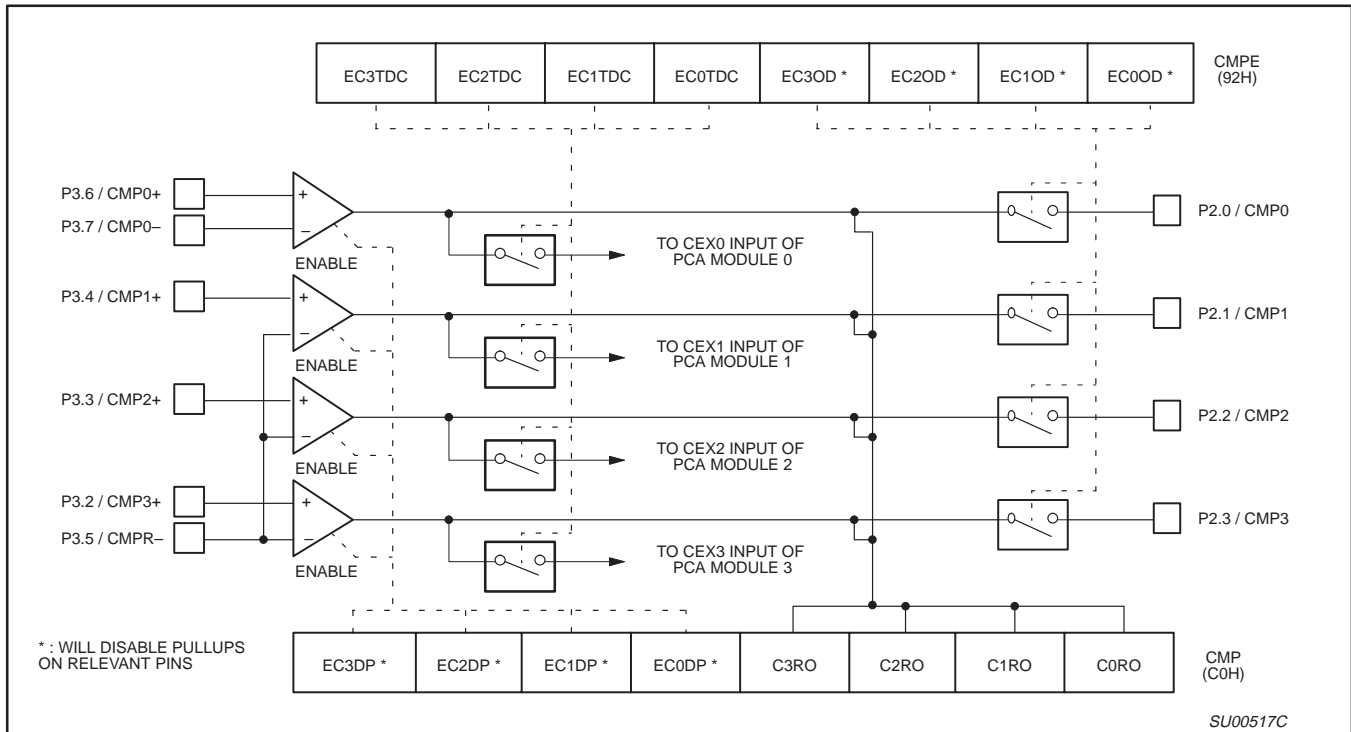 EC3TDC EC2TDC EC1TDC EC0TDC EC3OD * EC2OD * EC1OD * EC0OD *
CMPE
(92H)
P3.6 / CMP0+
P3.7 / CMP0–
+
–
ENABLE
TO CEX0 INPUT OF
PCA MODULE 0
P2.0 / CMP0
P3.4 / CMP1+
+
–
ENABLE
TO CEX1 INPUT OF
PCA MODULE 1
P2.1 / CMP1
P3.3 / CMP2+
+
–
ENABLE
TO CEX2 INPUT OF
PCA MODULE 2
P2.2 / CMP2
P3.2 / CMP3+
P3.5 / CMPR–
+
–
ENABLE
TO CEX3 INPUT OF
PCA MODULE 3
P2.3 / CMP3
* : WILL DISABLE PULLUPS
ON RELEVANT PINS
EC3DP * EC2DP * EC1DP * EC0DP * C3RO C2RO C1RO C0RO
CMP
(C0H)
SU00517C